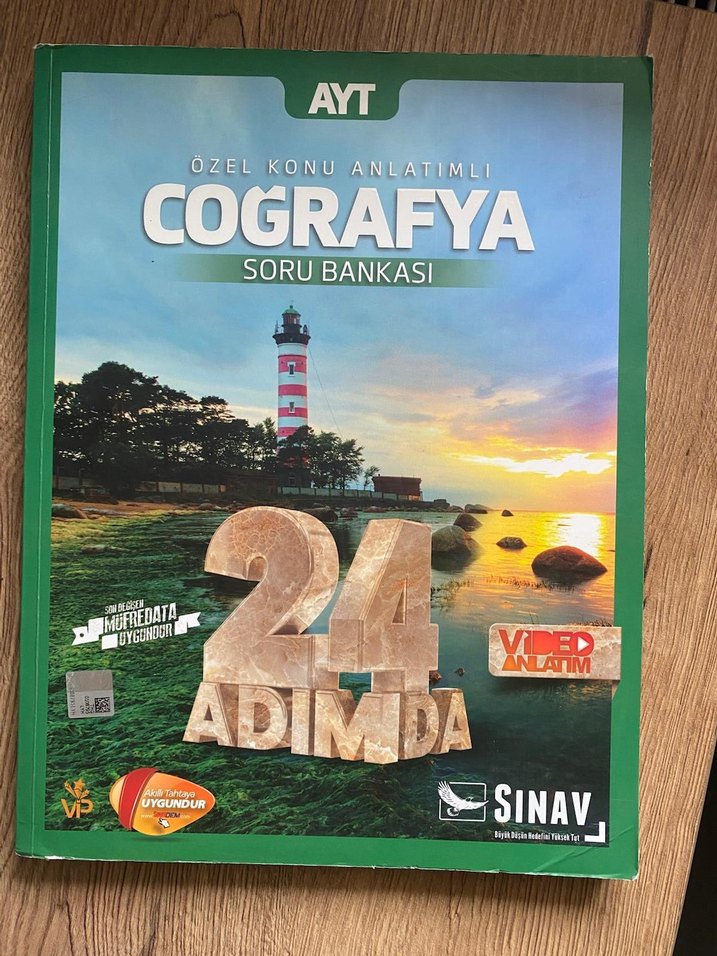 AYT
ÖZEL KONU ANLATIMLI
COĞRAFYA
SORU BANKASI
24
ADIMDA
SON DEĞİŞEN
MÜFREDATA
UYGUNDUR
VİDEO
ANLATIM
VİP
Akıllı Tahtaya
UYGUNDUR
SINAV
Büyük Düşün Hedefini Yüksek Tut